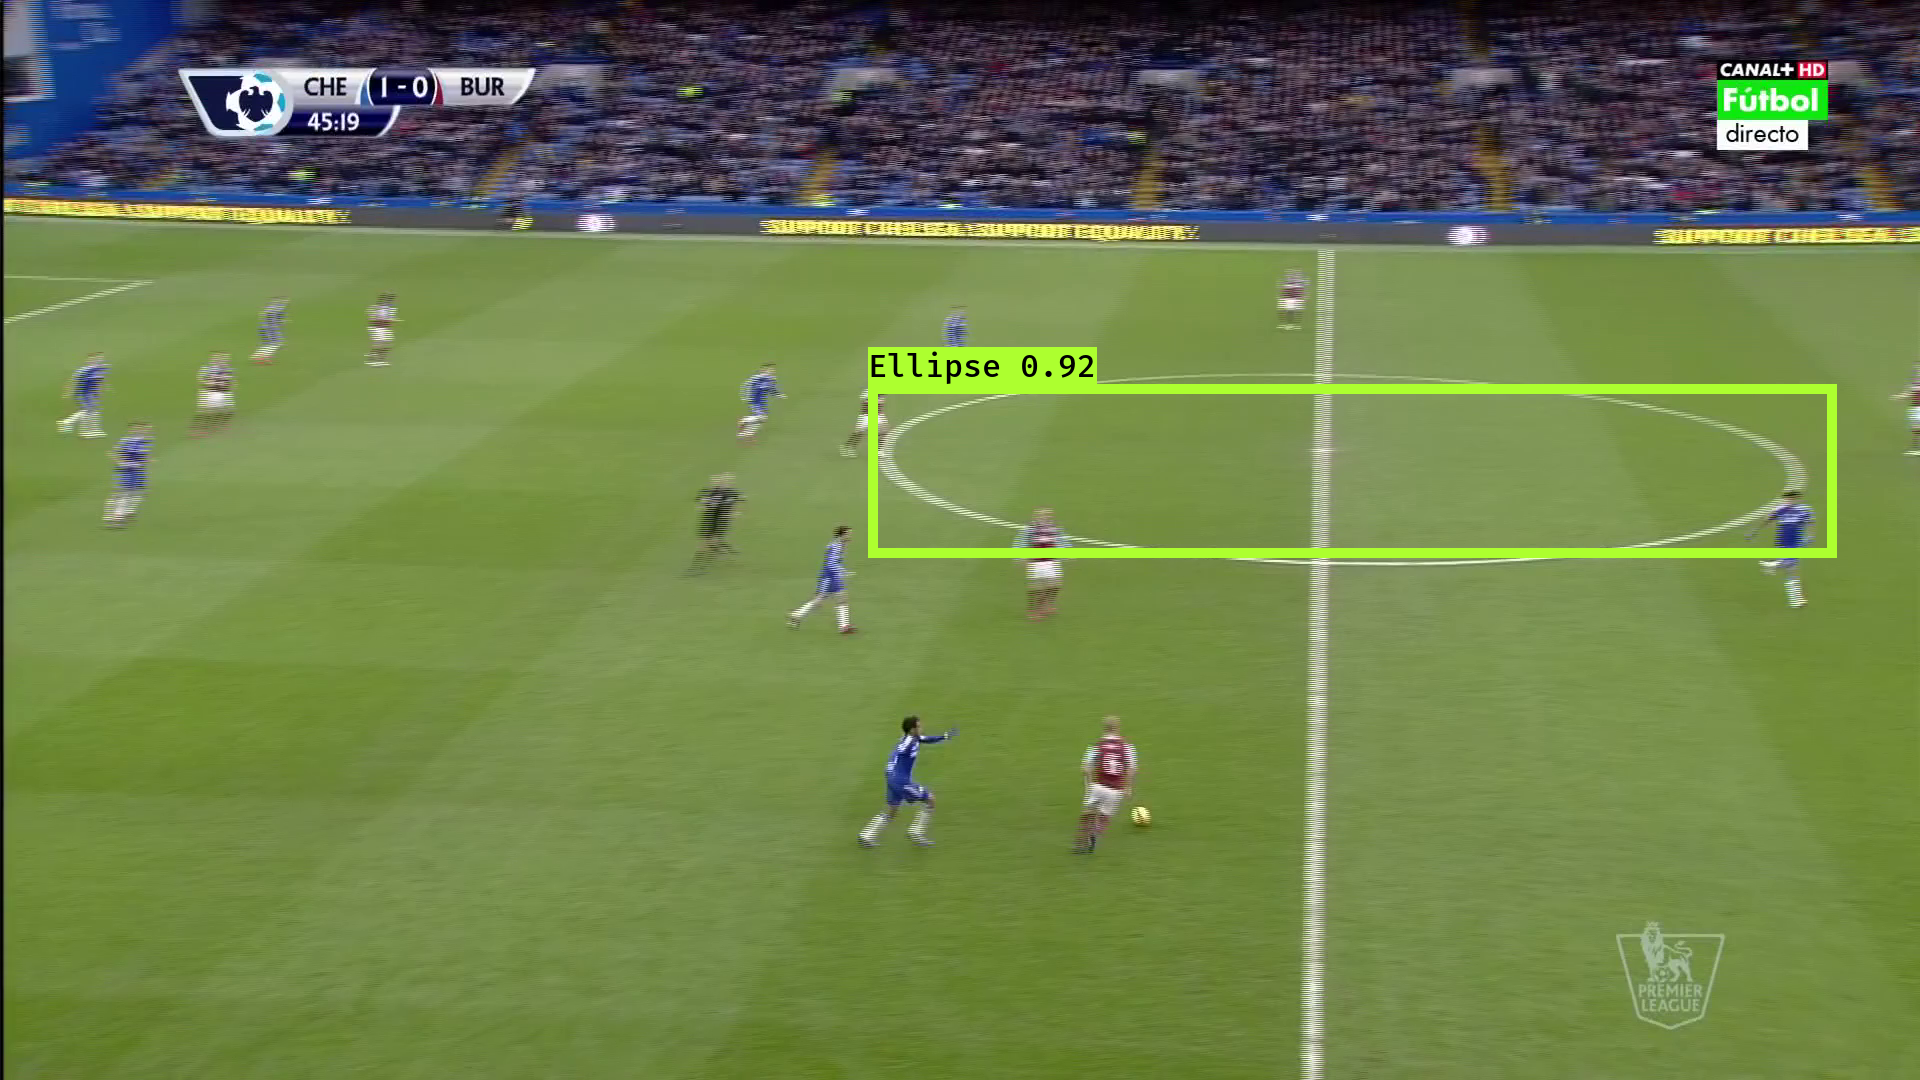 CHE 1-0 BUR
45:19
CANAL+ HD
Fútbol
directo
SUPPORT CHELSEA, SUPPORT EQUALITY.
Ellipse 0.92
6
PREMIER
LEAGUE